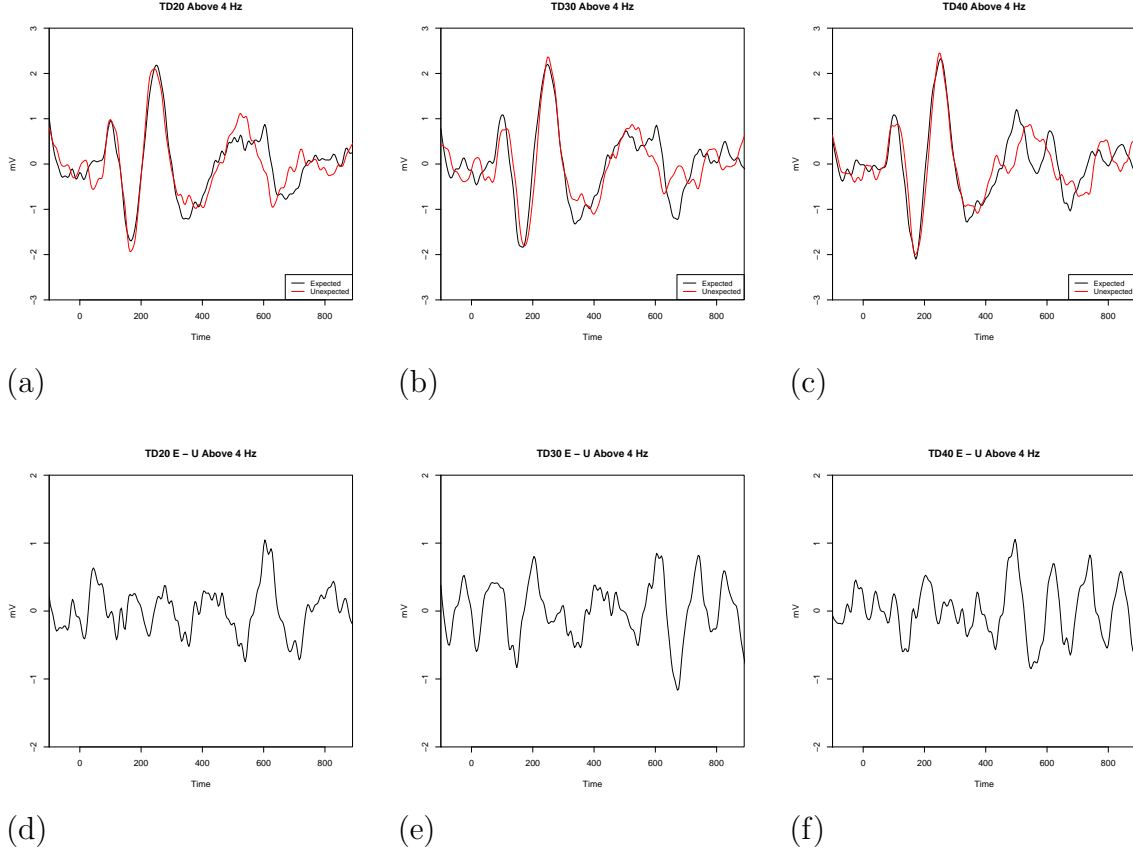 TD20 Above 4 Hz
3
2
1
0
−1
−2
−3
mV
0 200 400 600 800
Time
Expected
Unexpected
(a)
TD30 Above 4 Hz
3
2
1
0
−1
−2
−3
mV
0 200 400 600 800
Time
Expected
Unexpected
(b)
TD40 Above 4 Hz
3
2
1
0
−1
−2
−3
mV
0 200 400 600 800
Time
Expected
Unexpected
(c)
TD20 E − U Above 4 Hz
2
1
0
−1
−2
mV
0 200 400 600 800
Time
(d)
TD30 E − U Above 4 Hz
2
1
0
−1
−2
mV
0 200 400 600 800
Time
(e)
TD40 E − U Above 4 Hz
2
1
0
−1
−2
mV
0 200 400 600 800
Time
(f)